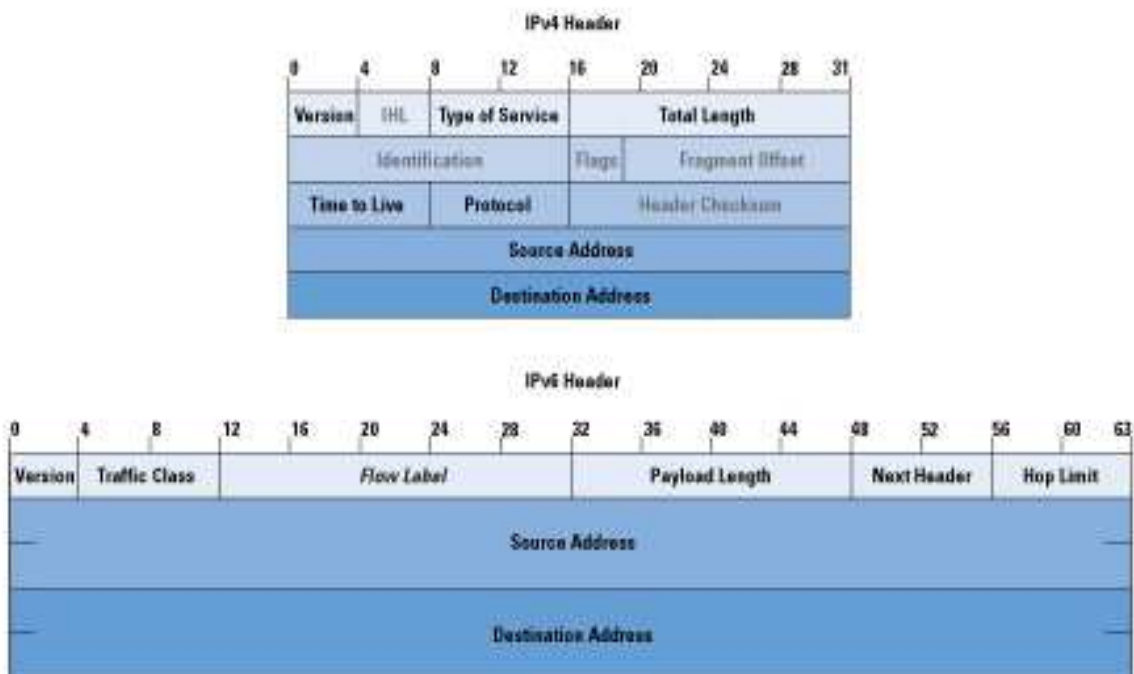 IPv4 Header
0 4 8 12 16 20 24 28 31
Version IHL Type of Service Total Length
Identification Flags Fragment Offset
Time to Live Protocol Header Checksum
Source Address
Destination Address
IPv6 Header
0 4 8 12 16 20 24 28 32 36 40 44 48 52 56 60 63
Version Traffic Class Flow Label Payload Length Next Header Hop Limit
Source Address
Destination Address